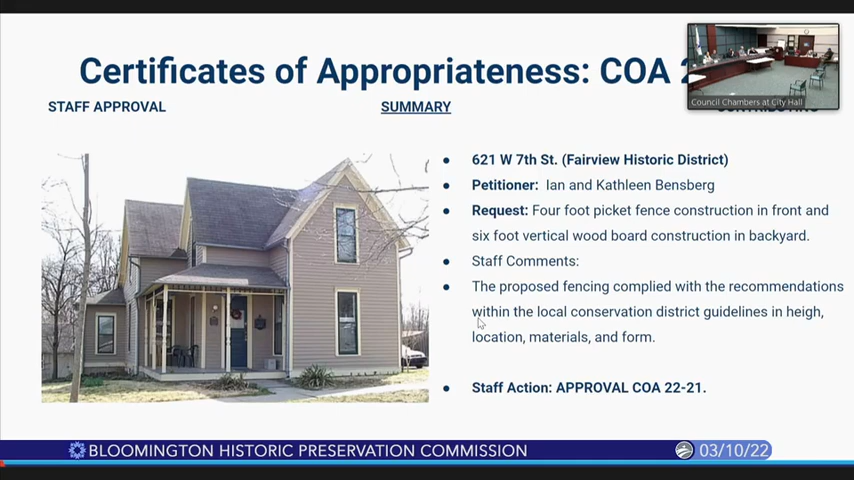 Certificates of Appropriateness: COA 2
Council Chambers at City Hall
STAFF APPROVAL
SUMMARY
CONTRIBUTING
621 W 7th St. (Fairview Historic District)
Petitioner: Ian and Kathleen Bensberg
Request: Four foot picket fence construction in front and
six foot vertical wood board construction in backyard.
Staff Comments:
The proposed fencing complied with the recommendations
within the local conservation district guidelines in heigh,
location, materials, and form.
Staff Action: APPROVAL COA 22-21.
BLOOMINGTON HISTORIC PRESERVATION COMMISSION
03/10/22